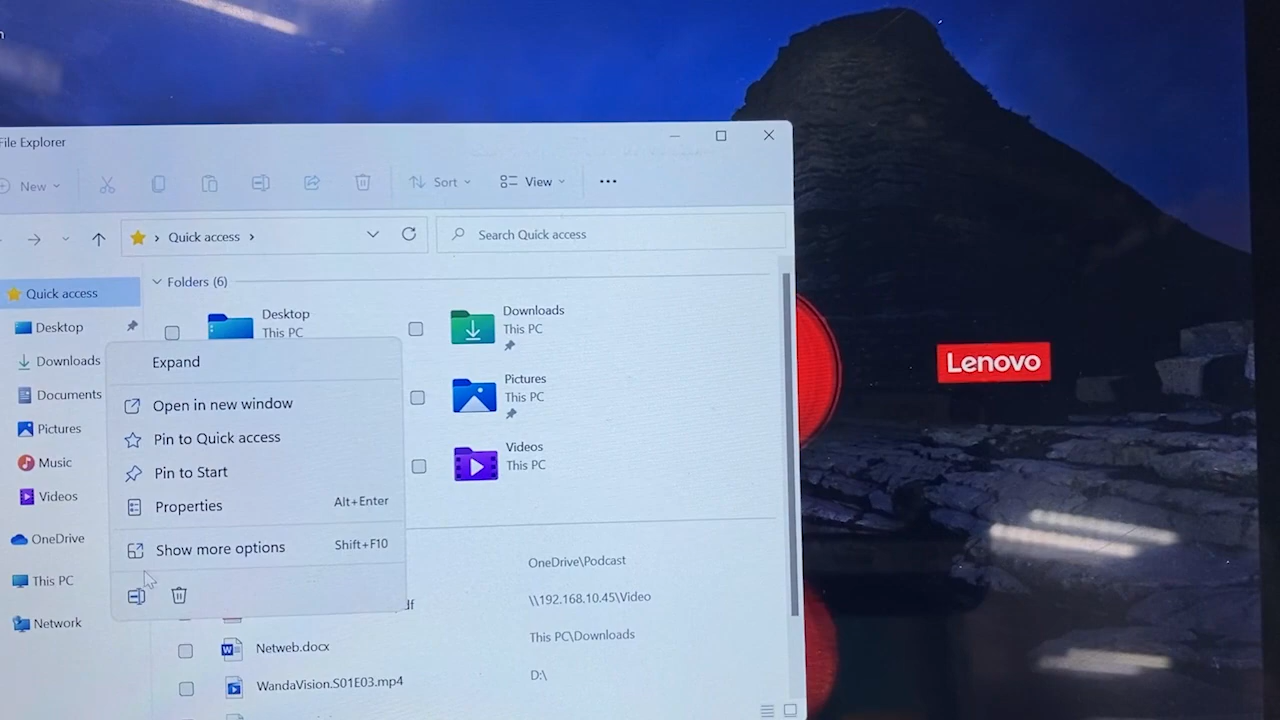 File Explorer
New
Sort
View
Quick access
Search Quick access
Quick access
Desktop
Downloads
Documents
Pictures
Music
Videos
OneDrive
This PC
Network
Folders (6)
Desktop
This PC
Downloads
This PC
Pictures
This PC
Videos
This PC
Expand
Open in new window
Pin to Quick access
Pin to Start
Properties Alt+Enter
Show more options Shift+F10
OneDrive\Podcast
\\192.168.10.45\Video
Netweb.docx
This PC\Downloads
WandaVision.S01E03.mp4
D:\
Lenovo